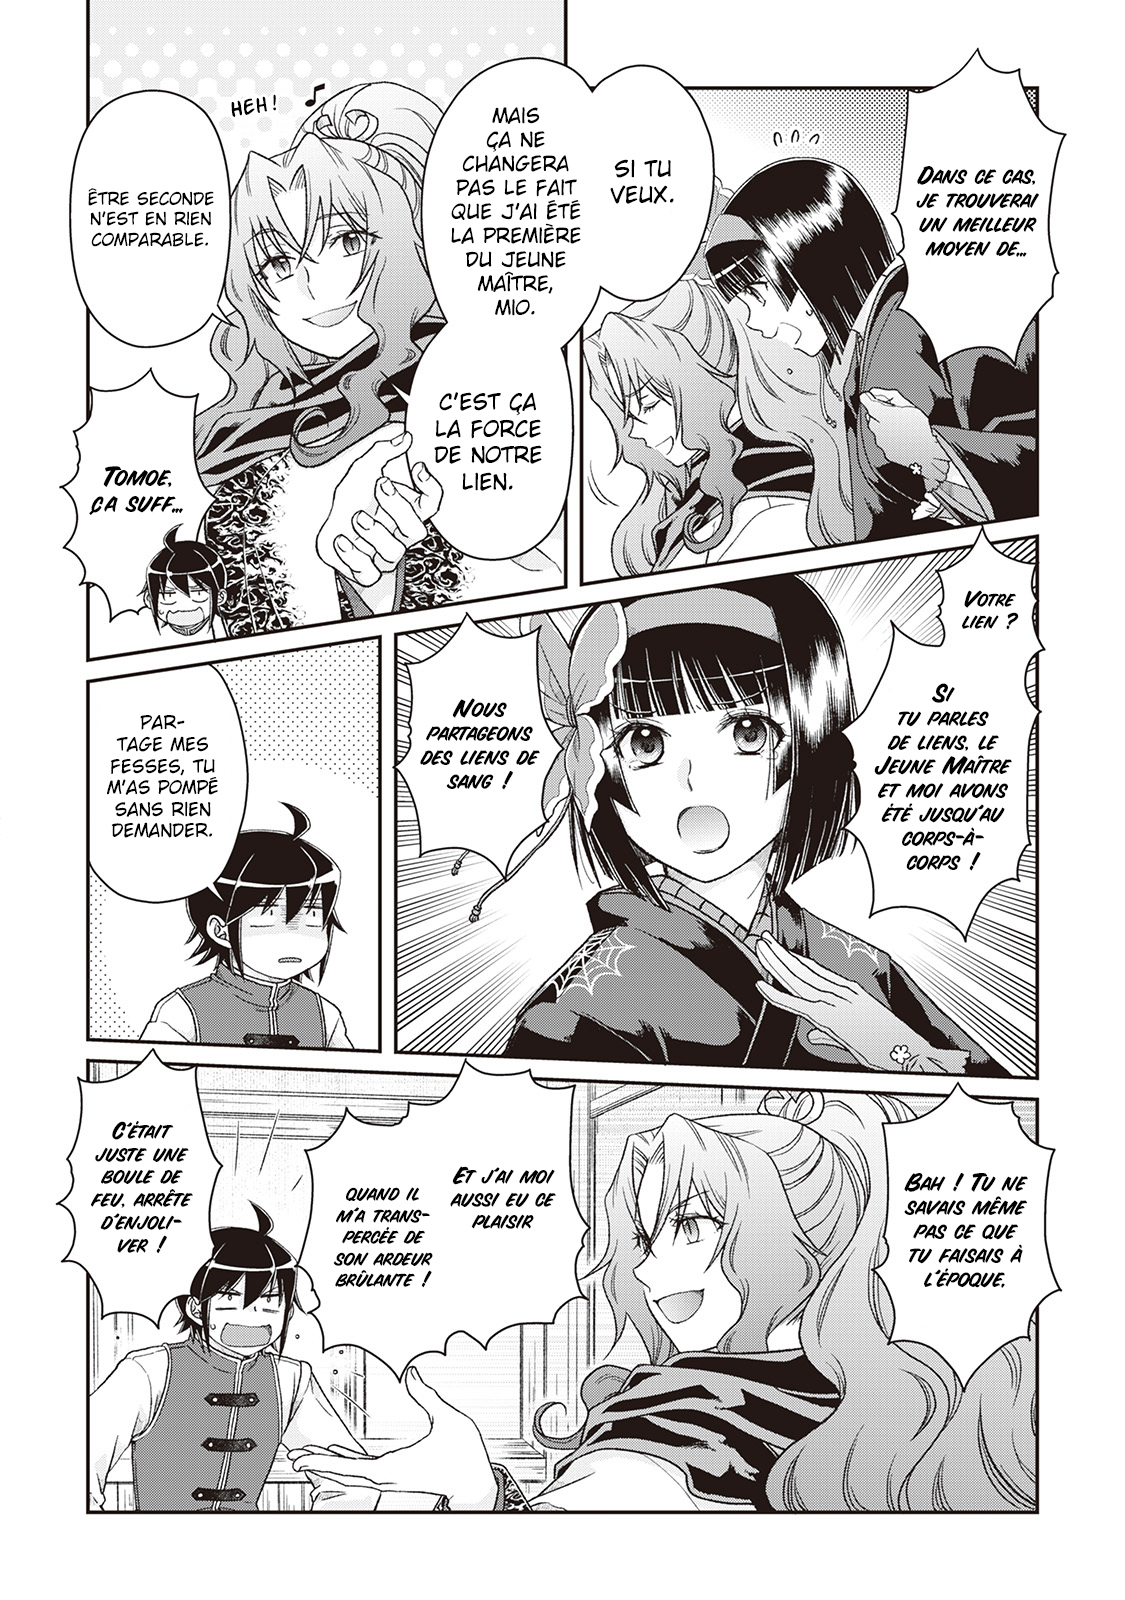 DANS CE CAS,
JE TROUVERAI
UN MEILLEUR
MOYEN DE...
SI TU
VEUX.
MAIS
ÇA NE
CHANGERA
PAS LE FAIT
QUE J'AI ÉTÉ
LA PREMIÈRE
DU JEUNE
MAÎTRE,
MIO.
C'EST ÇA
LA FORCE
DE NOTRE
LIEN.
HEH! ♪
ÊTRE SECONDE
N'EST EN RIEN
COMPARABLE.
TOMOE,
ÇA SUFF...
VOTRE
LIEN ?
SI
TU PARLES
DE LIENS, LE
JEUNE MAÎTRE
ET MOI AVONS
ÉTÉ JUSQU'AU
CORPS-À-
CORPS !
NOUS
PARTAGEONS
DES LIENS DE
SANG !
PAR-
TAGE MES
FESSES, TU
M'AS POMPÉ
SANS RIEN
DEMANDER.
BAH ! TU NE
SAVAIS MÊME
PAS CE QUE
TU FAISAIS À
L'ÉPOQUE.
ET J'AI MOI
AUSSI EU CE
PLAISIR
QUAND IL
M'A TRANS-
PERCÉE DE
SON ARDEUR
BRÛLANTE !
C'ÉTAIT
JUSTE UNE
BOULE DE
FEU, ARRÊTE
D'ENJOLI-
VER !